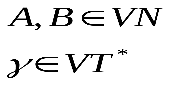 A, B ∈ VN
γ ∈ VT*